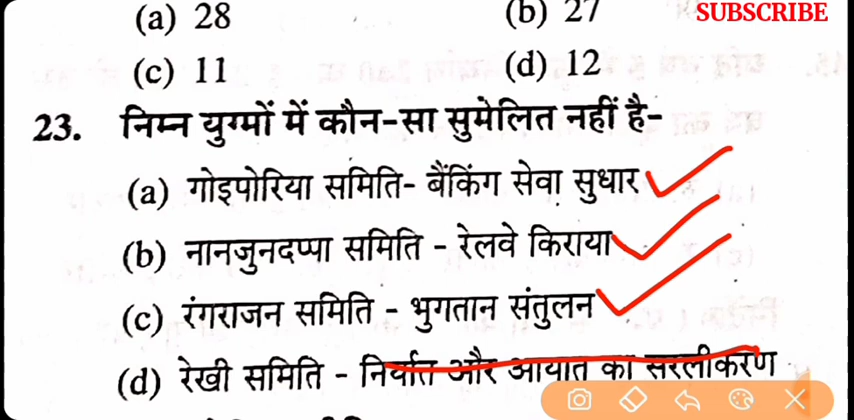 (a) 28 (b) 27 SUBSCRIBE
(c) 11 (d) 12
23. निम्न युग्मों में कौन-सा सुमेलित नहीं है-
(a) गोइपोरिया समिति- बैंकिंग सेवा सुधार
(b) नानजुनदप्पा समिति - रेलवे किराया
(c) रंगराजन समिति - भुगतान संतुलन
(d) रेखी समिति - निर्यात और आयात का सरलीकरण